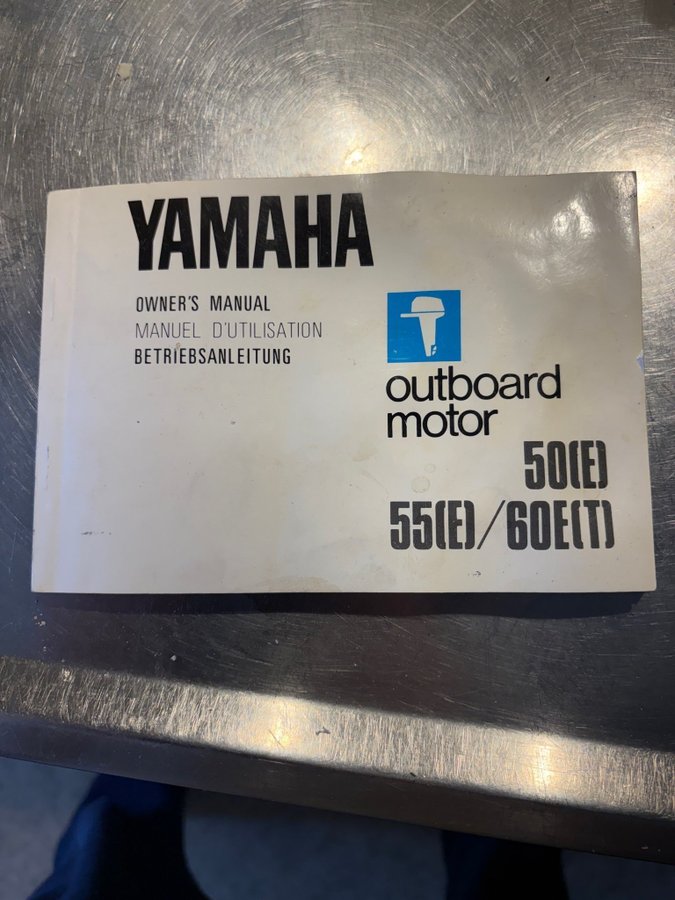 YAMAHA
OWNER'S MANUAL
MANUEL D'UTILISATION
BETRIEBSANLEITUNG
outboard
motor
50(E)
55(E)/60E(T)